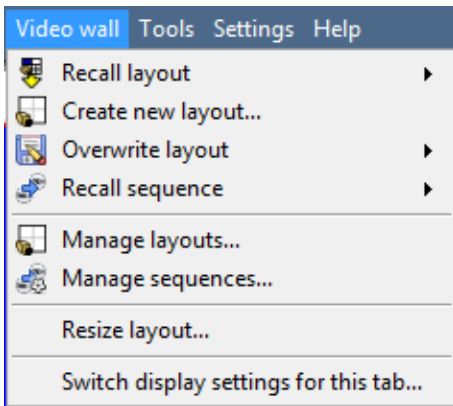 Video wall Tools Settings Help
Recall layout
Create new layout...
Overwrite layout
Recall sequence
Manage layouts...
Manage sequences...
Resize layout...
Switch display settings for this tab...